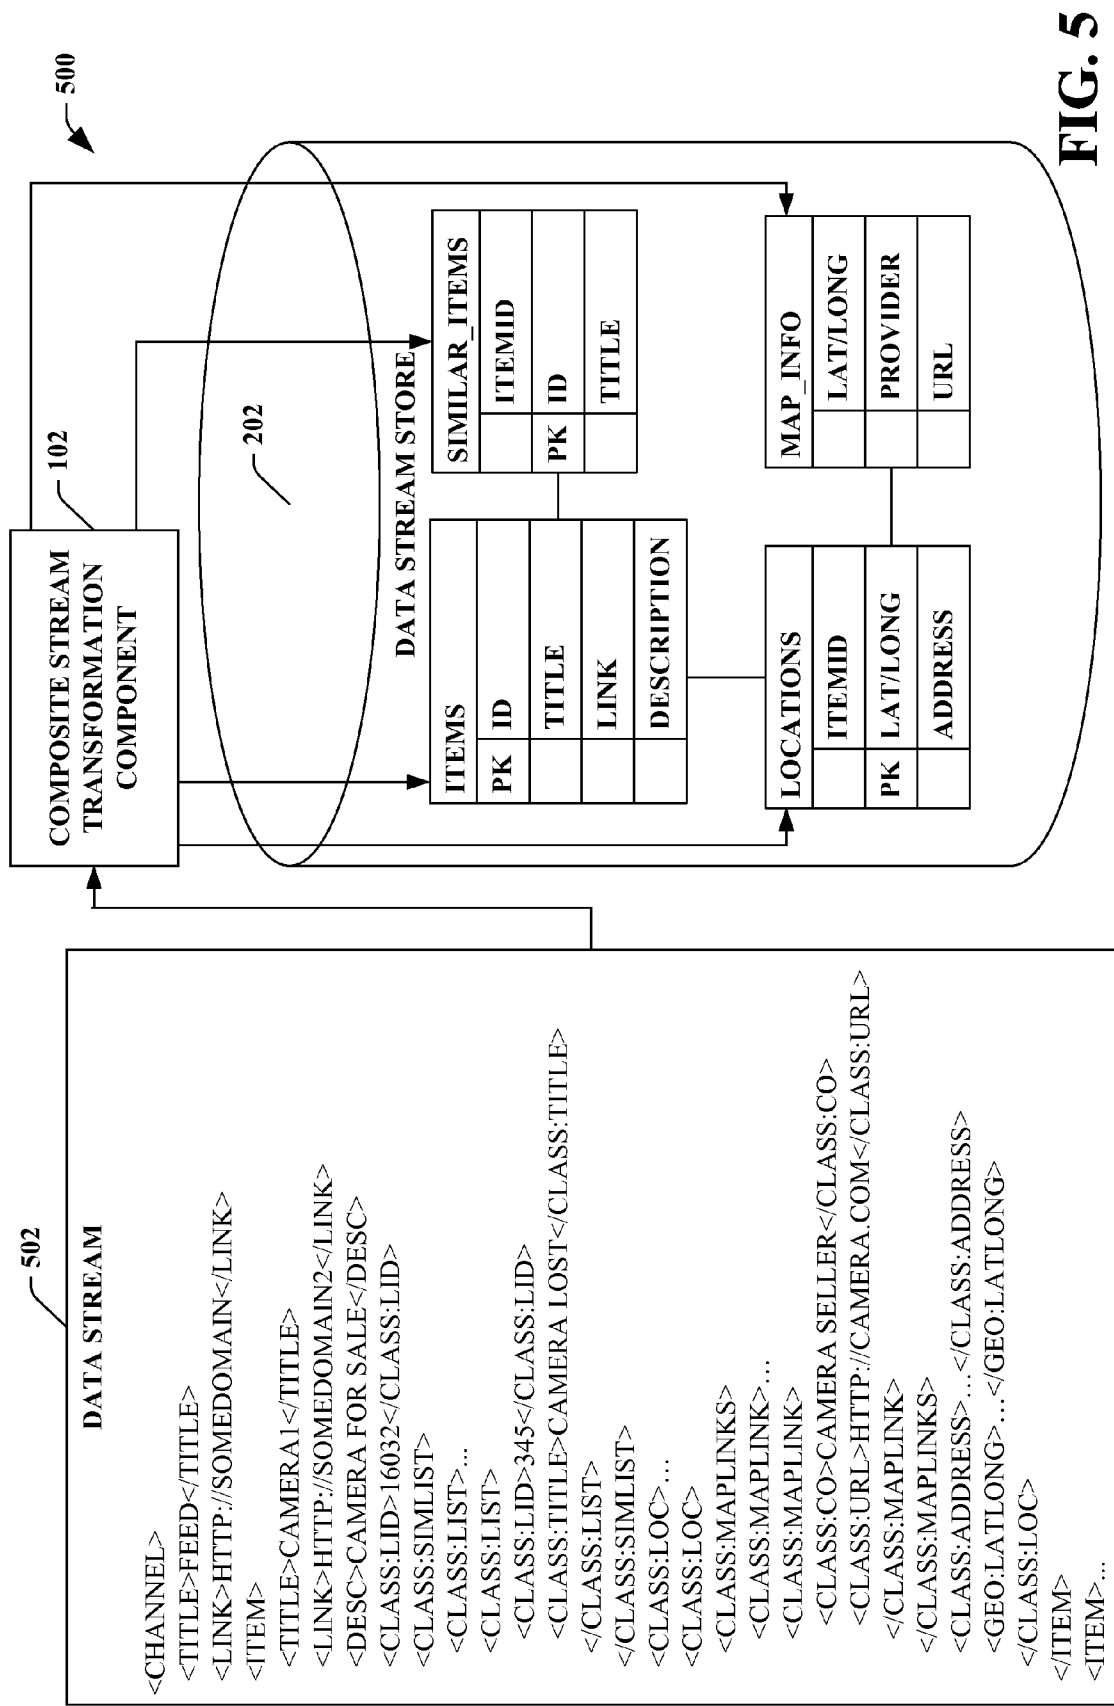 500
502
DATA STREAM
<CHANNEL>
<TITLE>FEED</TITLE>
<LINK>HTTP://SOMEDOMAIN</LINK>
<ITEM>
<TITLE>CAMERA1</TITLE>
<LINK>HTTP://SOMEDOMAIN2</LINK>
<DESC>CAMERA FOR SALE</DESC>
<CLASS:LID>16032</CLASS:LID>
<CLASS:SIMLIST>
<CLASS:LIST>...
<CLASS:LIST>
<CLASS:LID>345</CLASS:LID>
<CLASS:TITLE>CAMERA LOST</CLASS:TITLE>
</CLASS:LIST>
</CLASS:SIMLIST>
<CLASS:LOC>...
<CLASS:LOC>
<CLASS:MAPLINKS>
<CLASS:MAPLINK>...
<CLASS:MAPLINK>
<CLASS:CO>CAMERA SELLER</CLASS:CO>
<CLASS:URL>HTTP://CAMERA.COM</CLASS:URL>
</CLASS:MAPLINK>
</CLASS:MAPLINKS>
<CLASS:ADDRESS>...</CLASS:ADDRESS>
<GEO:LATLONG>...</GEO:LATLONG>
</CLASS:LOC>
</ITEM>
<ITEM>...
102
COMPOSITE STREAM
TRANSFORMATION
COMPONENT
202
DATA STREAM STORE
ITEMS
PK ID
TITLE
LINK
DESCRIPTION
SIMILAR_ITEMS
ITEMID
PK ID
TITLE
LOCATIONS
ITEMID
PK LAT/LONG
ADDRESS
MAP_INFO
LAT/LONG
PROVIDER
URL
FIG. 5